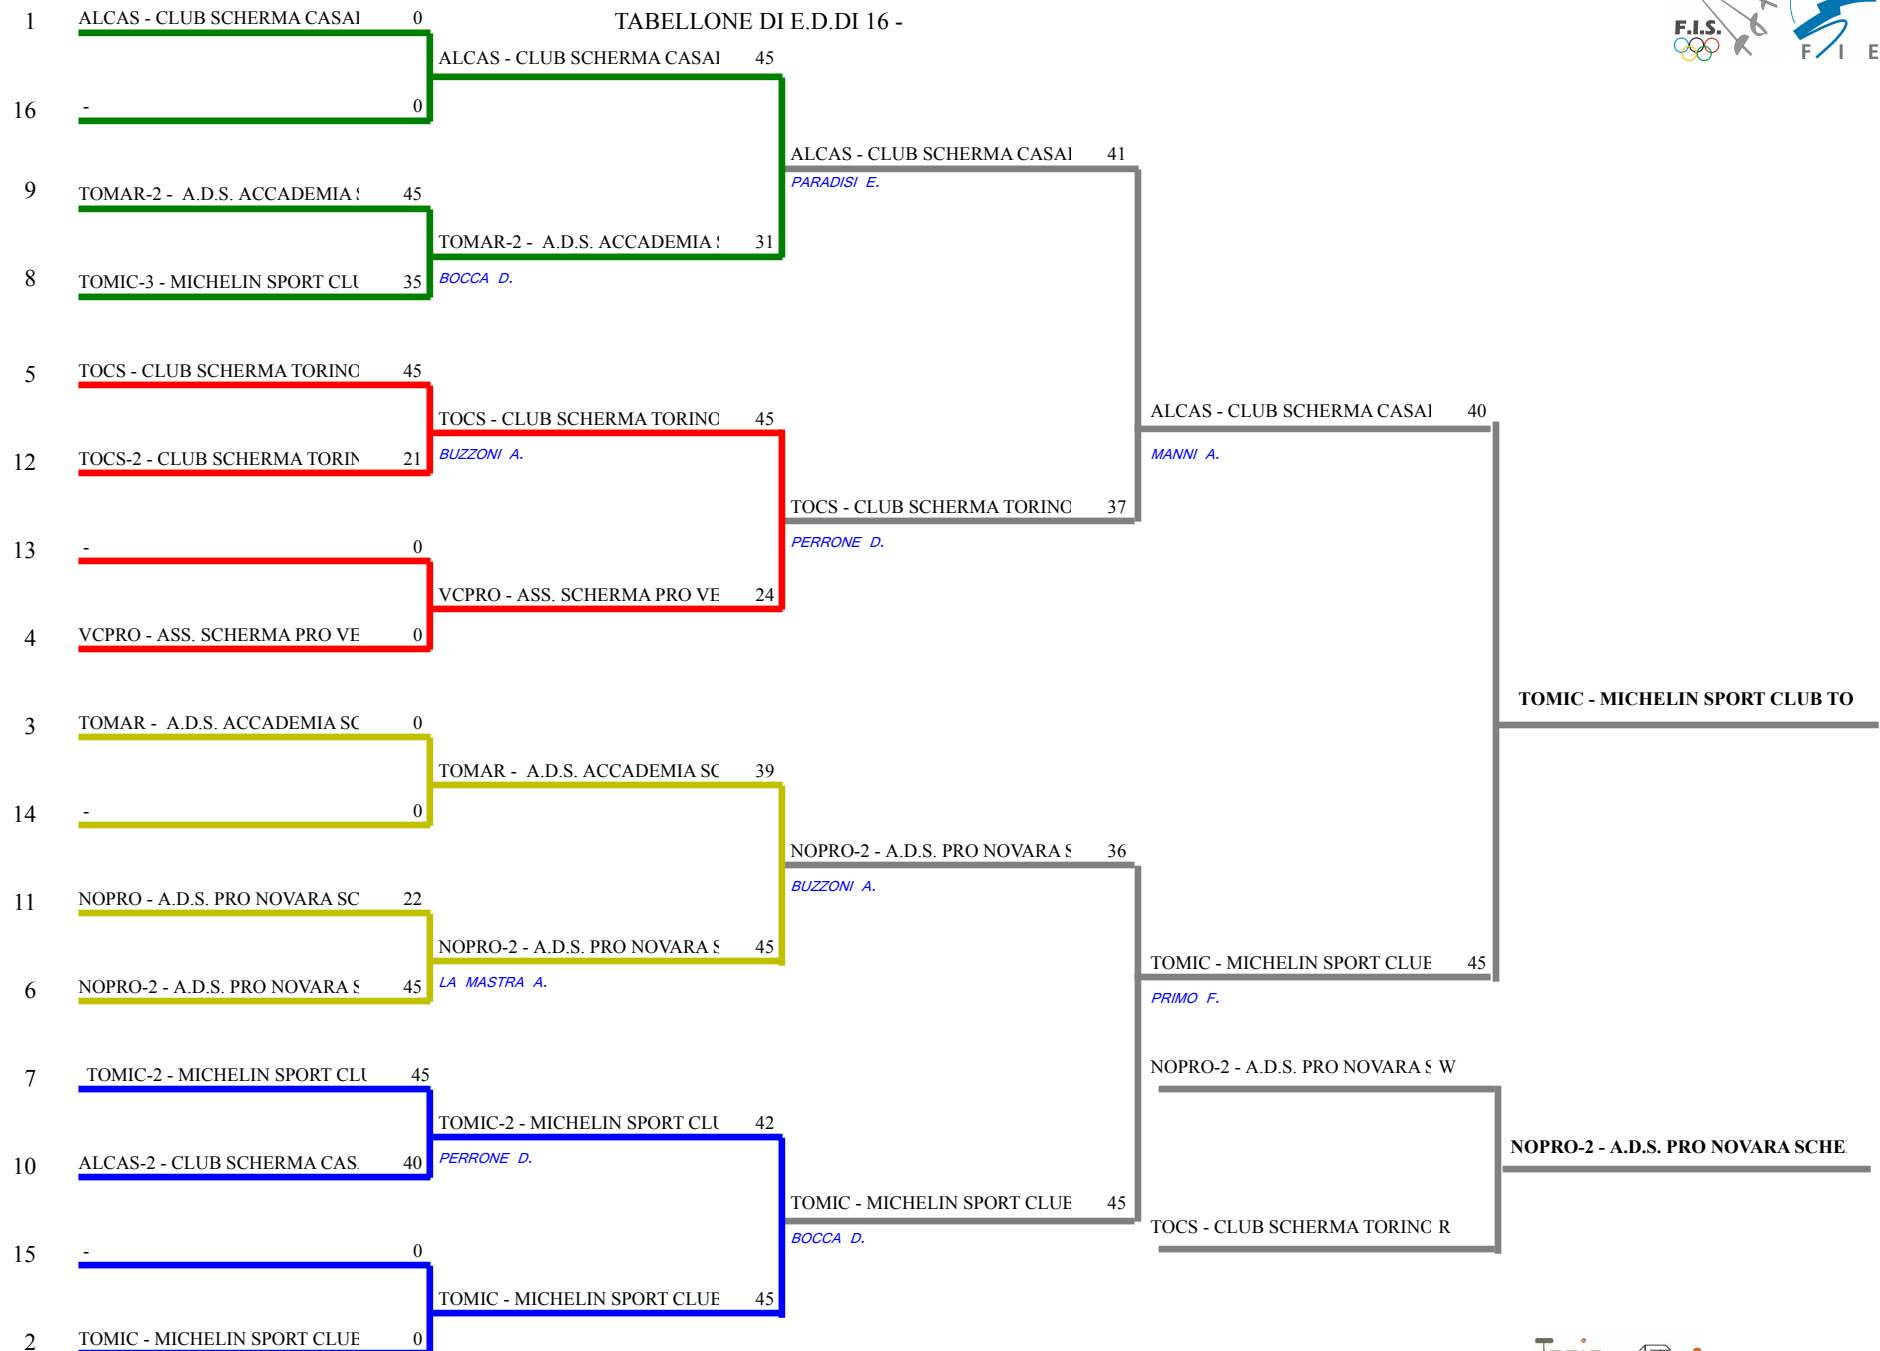 TABELLONE DI E.D.DI 16 -
F.I.S.
F I E
1 ALCAS - CLUB SCHERMA CASAI 0
ALCAS - CLUB SCHERMA CASAI 45
16 - 0
ALCAS - CLUB SCHERMA CASAI 41
PARADISI E.
9 TOMAR-2 - A.D.S. ACCADEMIA 45
TOMAR-2 - A.D.S. ACCADEMIA 31
BOCCA D.
8 TOMIC-3 - MICHELIN SPORT CLU 35
5 TOCS - CLUB SCHERMA TORINO 45
ALCAS - CLUB SCHERMA CASAI 40
MANNI A.
TOCS - CLUB SCHERMA TORINO 45
BUZZONI A.
12 TOCS-2 - CLUB SCHERMA TORIN 21
TOCS - CLUB SCHERMA TORINO 37
PERRONE D.
13 - 0
VCPRO - ASS. SCHERMA PRO VE 24
4 VCPRO - ASS. SCHERMA PRO VE 0
TOMIC - MICHELIN SPORT CLUB TO
3 TOMAR - A.D.S. ACCADEMIA SC 0
TOMAR - A.D.S. ACCADEMIA SC 39
14 - 0
NOPRO-2 - A.D.S. PRO NOVARA S 36
BUZZONI A.
11 NOPRO - A.D.S. PRO NOVARA SC 22
NOPRO-2 - A.D.S. PRO NOVARA S 45
LA MASTRA A.
TOMIC - MICHELIN SPORT CLUB 45
PRIMO F.
6 NOPRO-2 - A.D.S. PRO NOVARA S 45
NOPRO-2 - A.D.S. PRO NOVARA S W
7 TOMIC-2 - MICHELIN SPORT CLU 45
TOMIC-2 - MICHELIN SPORT CLU 42
PERRONE D.
NOPRO-2 - A.D.S. PRO NOVARA SCHE
10 ALCAS-2 - CLUB SCHERMA CAS 40
TOMIC - MICHELIN SPORT CLUB 45
BOCCA D.
TOCS - CLUB SCHERMA TORINO R
15 - 0
TOMIC - MICHELIN SPORT CLUB 45
2 TOMIC - MICHELIN SPORT CLUB 0